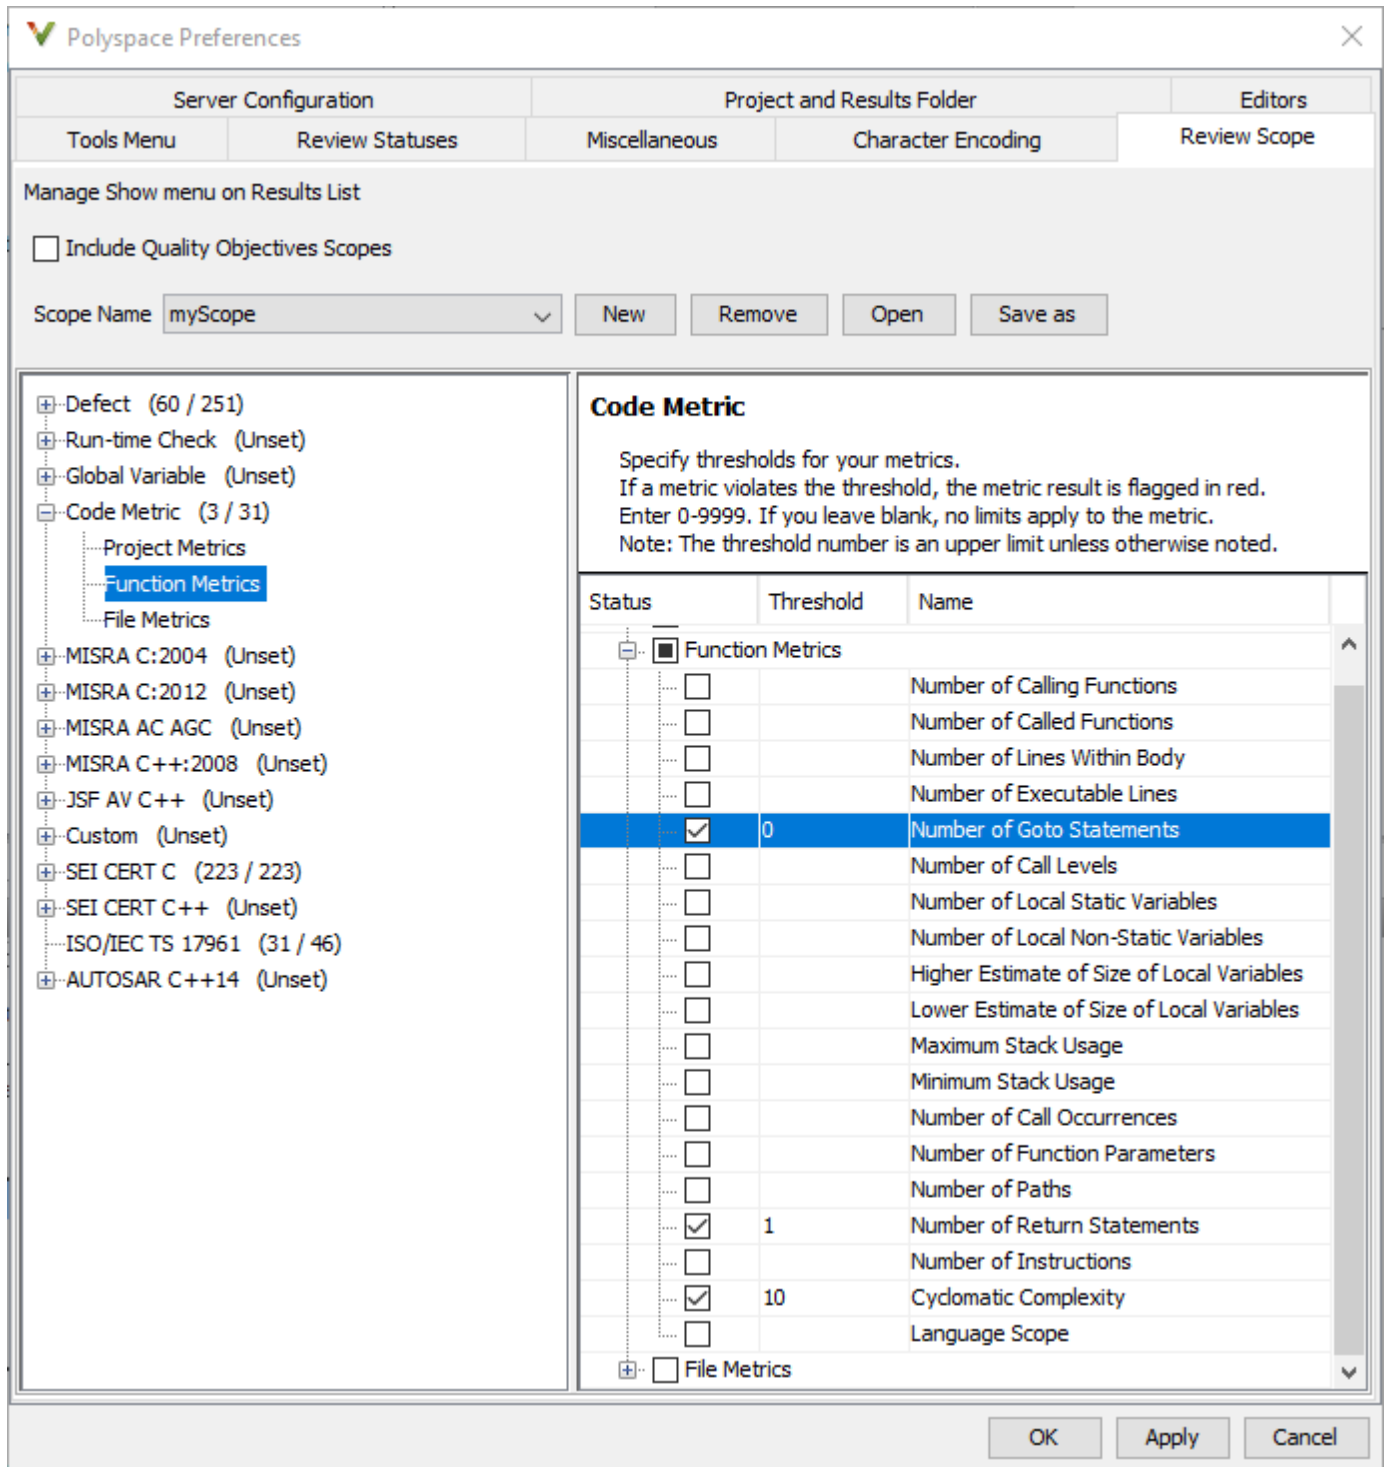 Polyspace Preferences
Server Configuration Project and Results Folder Editors
Tools Menu Review Statuses Miscellaneous Character Encoding Review Scope
Manage Show menu on Results List
Include Quality Objectives Scopes
Scope Name myScope New Remove Open Save as
Defect (60 / 251)
Run-time Check (Unset)
Global Variable (Unset)
Code Metric (3 / 31)
Project Metrics
Function Metrics
File Metrics
MISRA C:2004 (Unset)
MISRA C:2012 (Unset)
MISRA AC AGC (Unset)
MISRA C++:2008 (Unset)
JSF AV C++ (Unset)
Custom (Unset)
SEI CERT C (223 / 223)
SEI CERT C++ (Unset)
ISO/IEC TS 17961 (31 / 46)
AUTOSAR C++14 (Unset)
Code Metric
Specify thresholds for your metrics.
If a metric violates the threshold, the metric result is flagged in red.
Enter 0-9999. If you leave blank, no limits apply to the metric.
Note: The threshold number is an upper limit unless otherwise noted.
Status Threshold Name
Function Metrics
Number of Calling Functions
Number of Called Functions
Number of Lines Within Body
Number of Executable Lines
0 Number of Goto Statements
Number of Call Levels
Number of Local Static Variables
Number of Local Non-Static Variables
Higher Estimate of Size of Local Variables
Lower Estimate of Size of Local Variables
Maximum Stack Usage
Minimum Stack Usage
Number of Call Occurrences
Number of Function Parameters
Number of Paths
1 Number of Return Statements
Number of Instructions
10 Cyclomatic Complexity
Language Scope
File Metrics
OK Apply Cancel